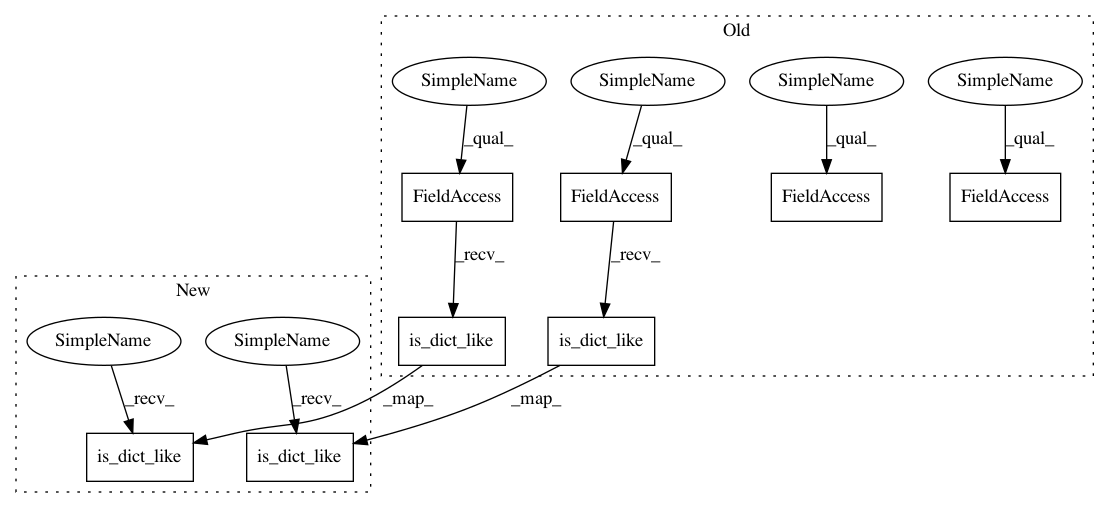 Old
SimpleName
SimpleName
SimpleName
SimpleName
_qual_
_qual_
_qual_
_qual_
FieldAccess
FieldAccess
FieldAccess
FieldAccess
_recv_
_recv_
New
SimpleName
SimpleName
is_dict_like
is_dict_like
_recv_
_recv_
_map_
_map_
is_dict_like
is_dict_like